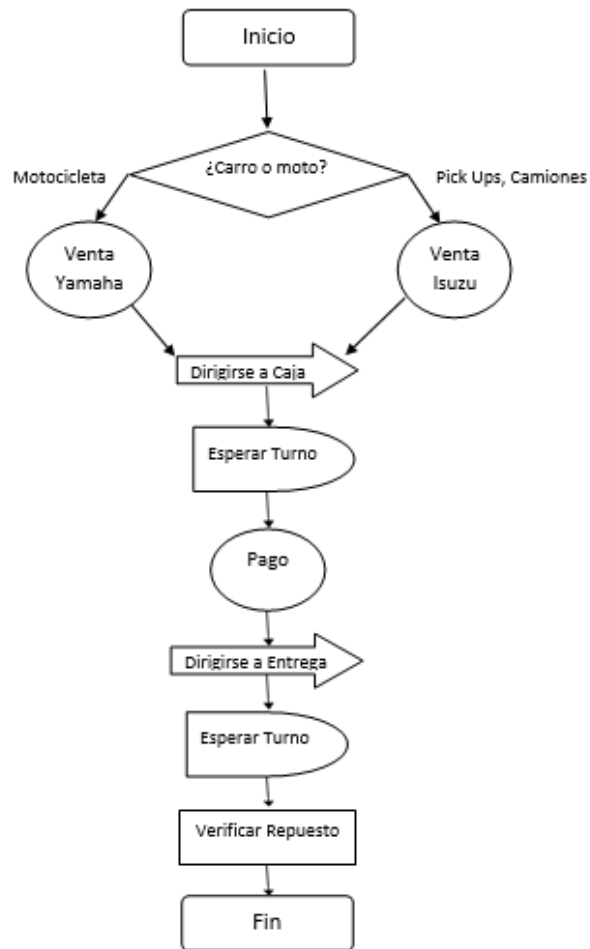 Inicio
¿Carro o moto?
Motocicleta
Pick Ups, Camiones
Venta
Yamaha
Venta
Isuzu
Dirigirse a Caja
Esperar Turno
Pago
Dirigirse a Entrega
Esperar Turno
Verificar Repuesto
Fin